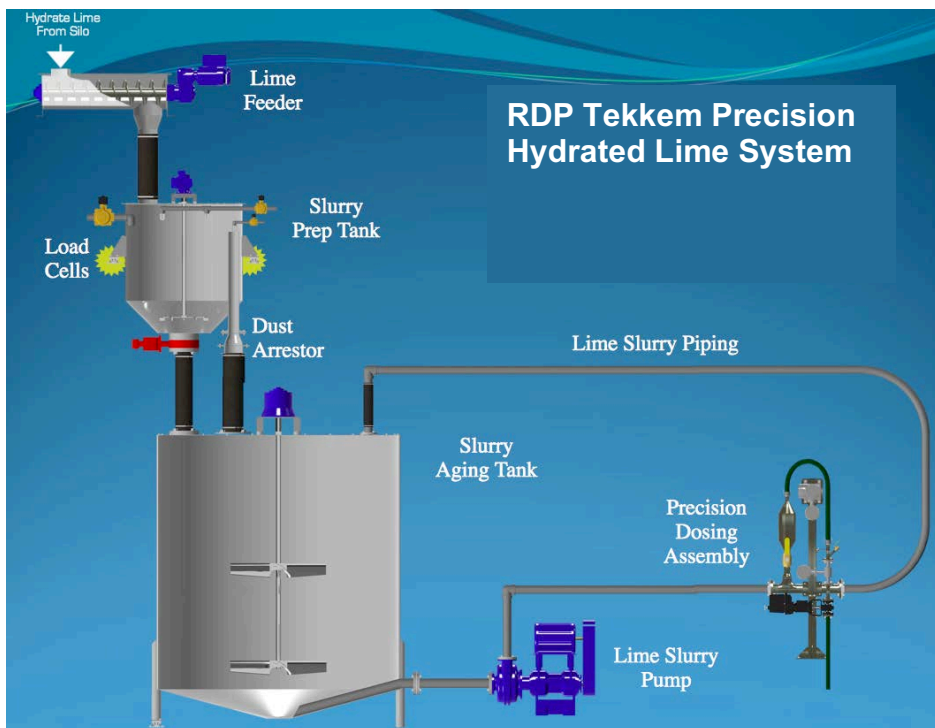 Hydrate Lime
From Silo
Lime
Feeder
RDP Tekkem Precision
Hydrated Lime System
Slurry
Prep Tank
Load
Cells
Dust
Arrestor
Lime Slurry Piping
Slurry
Aging Tank
Precision
Dosing
Assembly
Lime Slurry
Pump